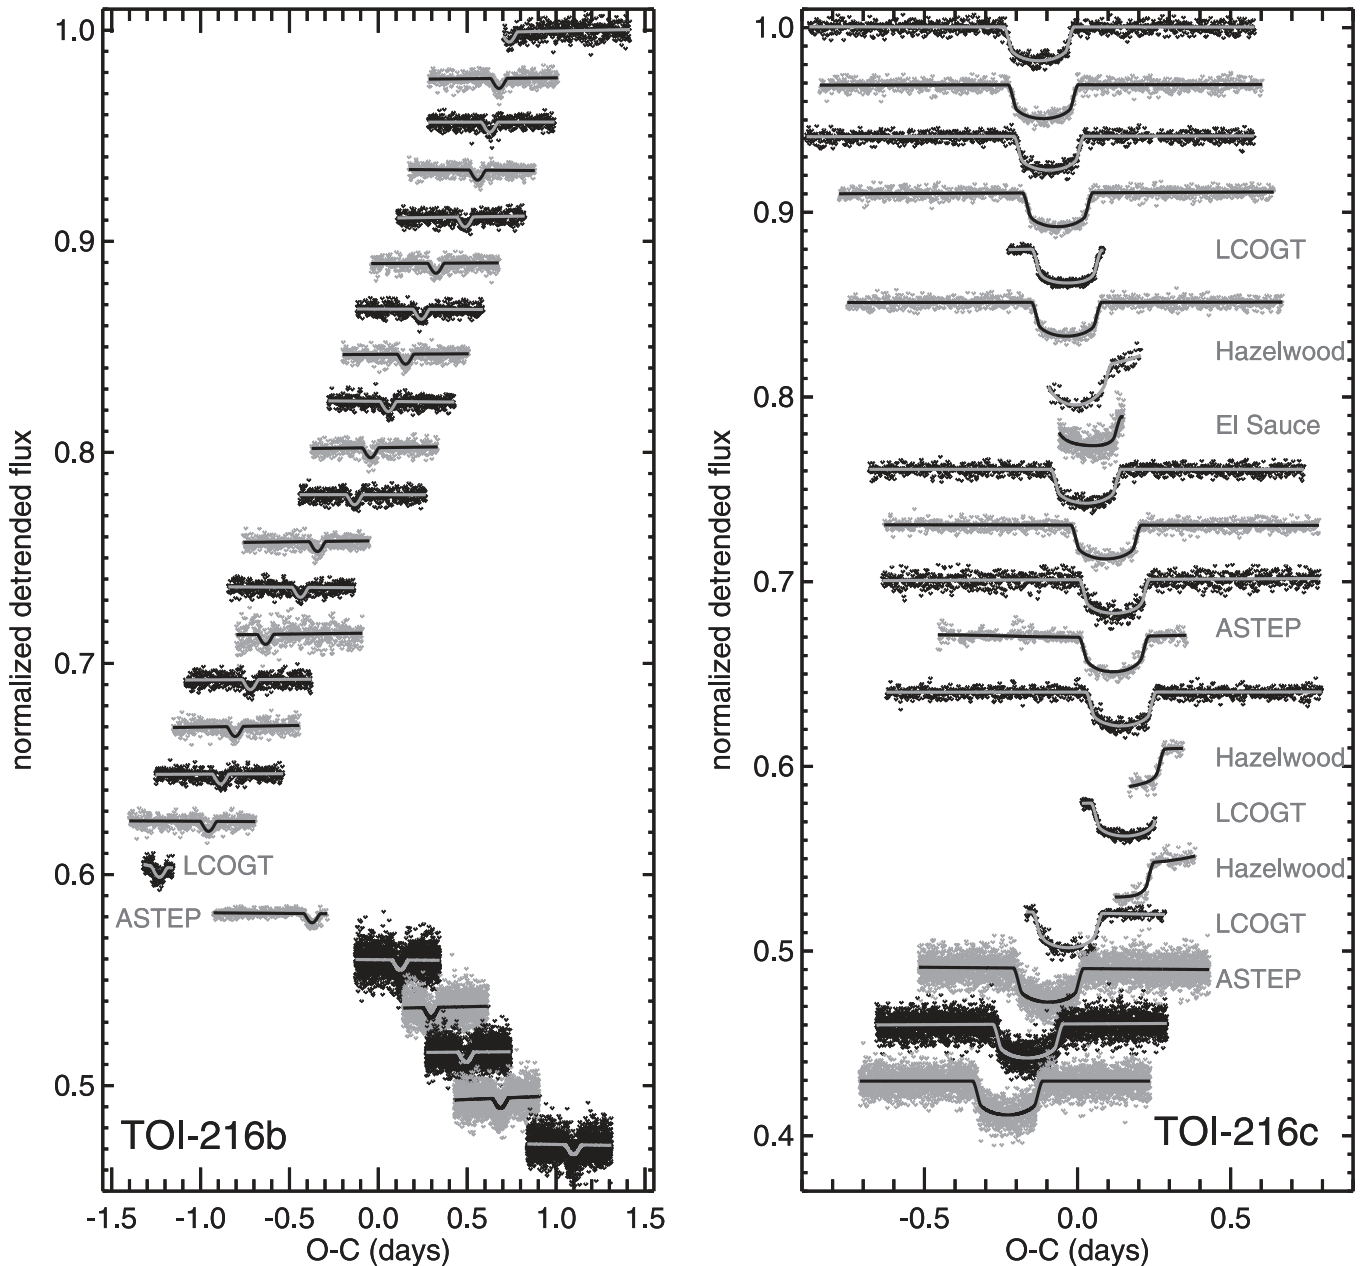 1.0
0.9
0.8
0.7
0.6
0.5
normalized detrended flux
LCOGT
ASTEP
TOI-216b
-1.5 -1.0 -0.5 0.0 0.5 1.0 1.5
O-C (days)
1.0
0.9
0.8
0.7
0.6
0.5
0.4
normalized detrended flux
LCOGT
Hazelwood
El Sauce
ASTEP
Hazelwood
LCOGT
Hazelwood
LCOGT
ASTEP
TOI-216c
-0.5 0.0 0.5
O-C (days)